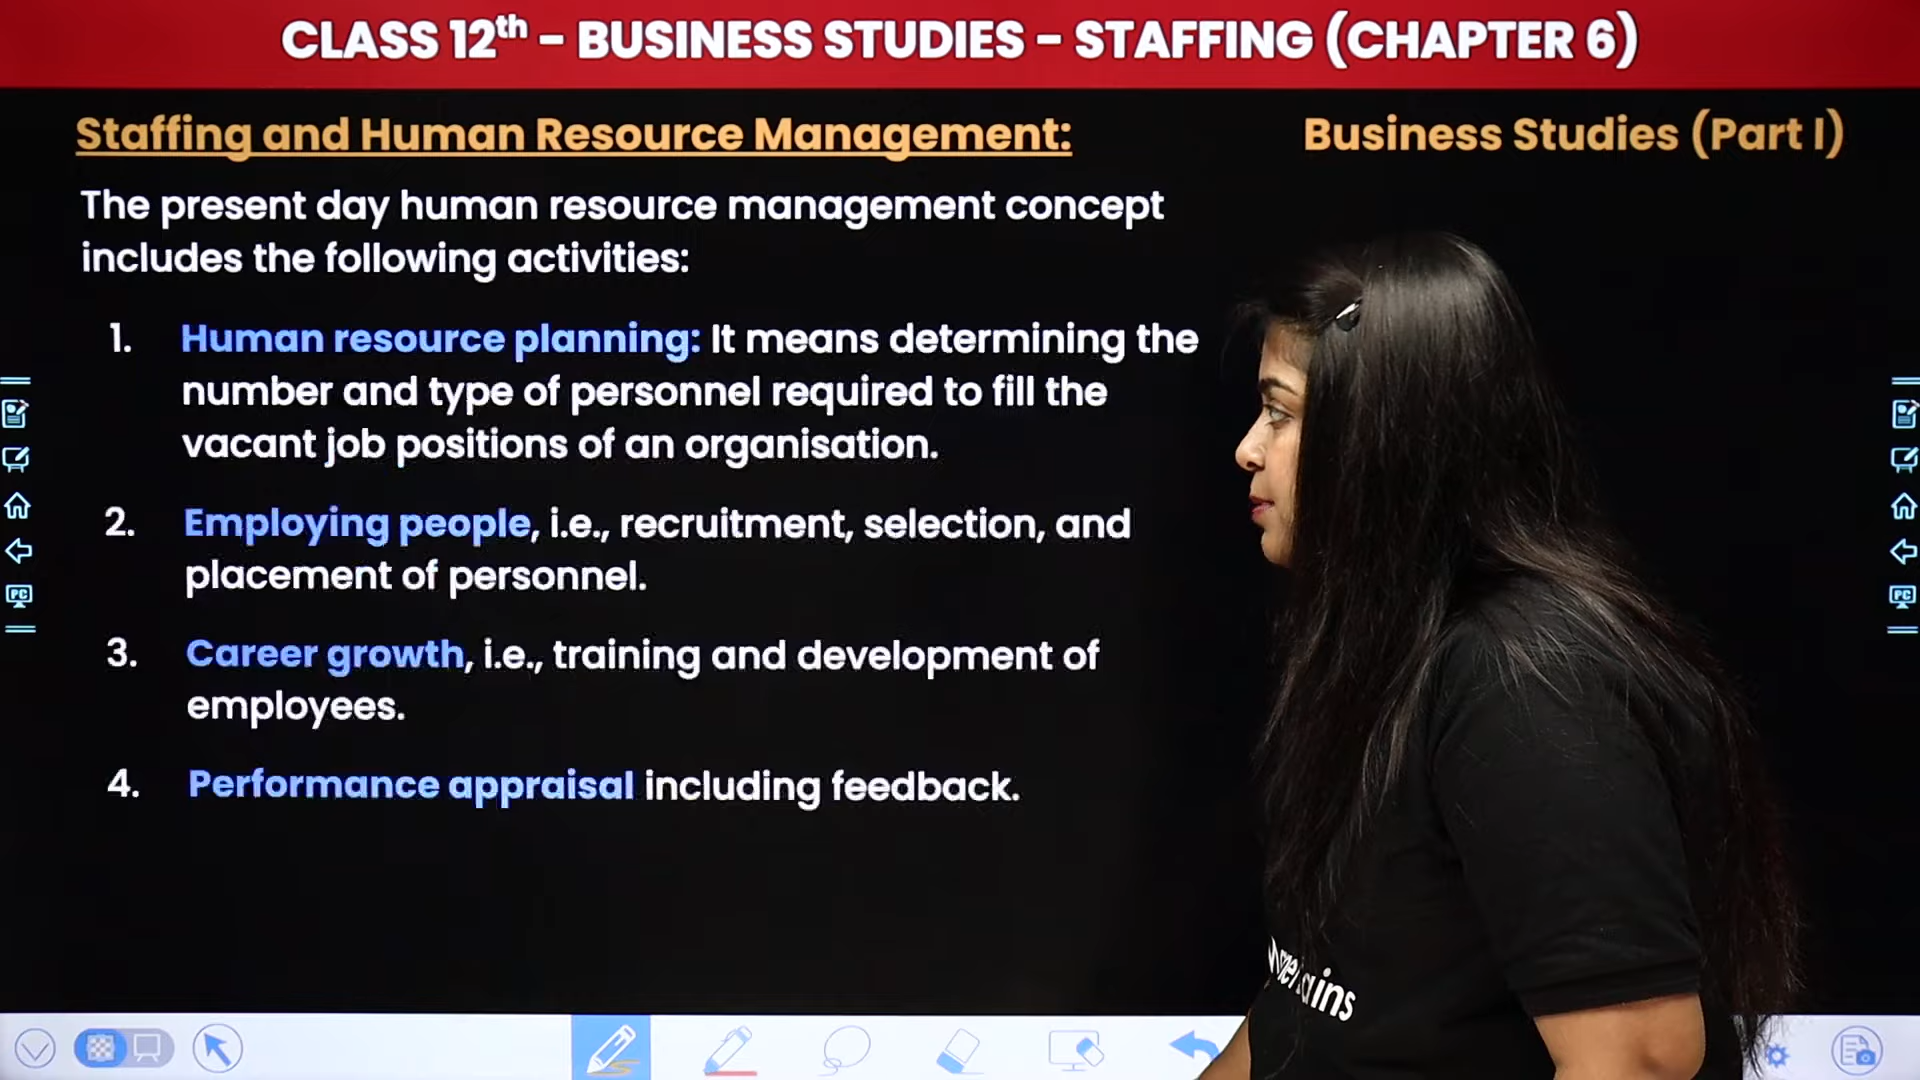 CLASS 12th - BUSINESS STUDIES - STAFFING (CHAPTER 6)
Staffing and Human Resource Management:
Business Studies (Part I)
The present day human resource management concept
includes the following activities:
1. Human resource planning: It means determining the
number and type of personnel required to fill the
vacant job positions of an organisation.
2. Employing people, i.e., recruitment, selection, and
placement of personnel.
3. Career growth, i.e., training and development of
employees.
4. Performance appraisal including feedback.
PC
PC